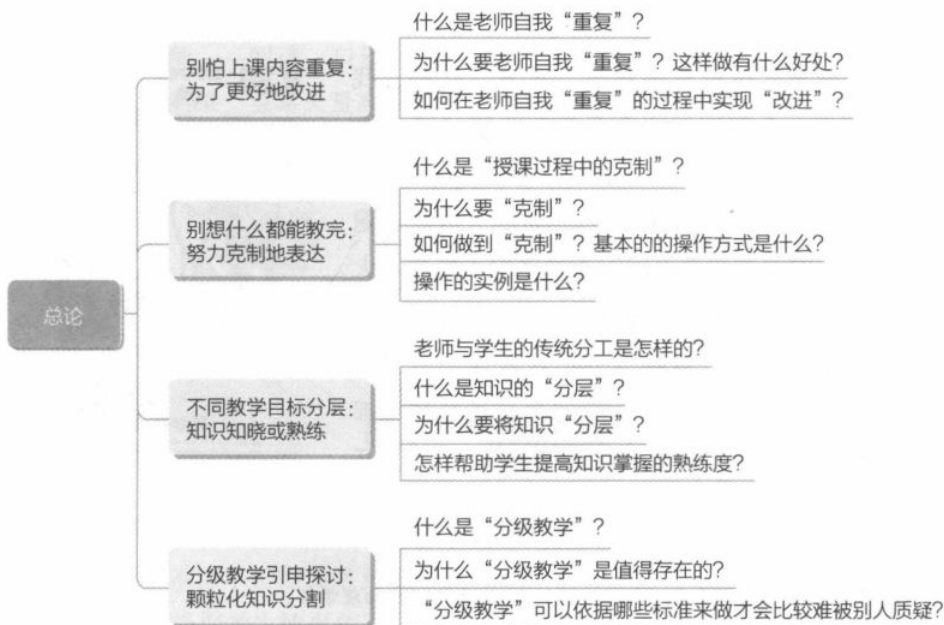 总论
别怕上课内容重复：
为了更好地改进
什么是老师自我“重复”？
为什么要老师自我“重复”？这样做有什么好处？
如何在老师自我“重复”的过程中实现“改进”？
别想什么都能教完：
努力克制地表达
什么是“授课过程中的克制”？
为什么要“克制”？
如何做到“克制”？基本的的操作方式是什么？
操作的实例是什么？
不同教学目标分层：
知识知晓或熟练
老师与学生的传统分工是怎样的？
什么是知识的“分层”？
为什么要将知识“分层”？
怎样帮助学生提高知识掌握的熟练度？
分级教学引申探讨：
颗粒化知识分割
什么是“分级教学”？
为什么“分级教学”是值得存在的？
“分级教学”可以依据哪些标准来做才会比较难被别人质疑？